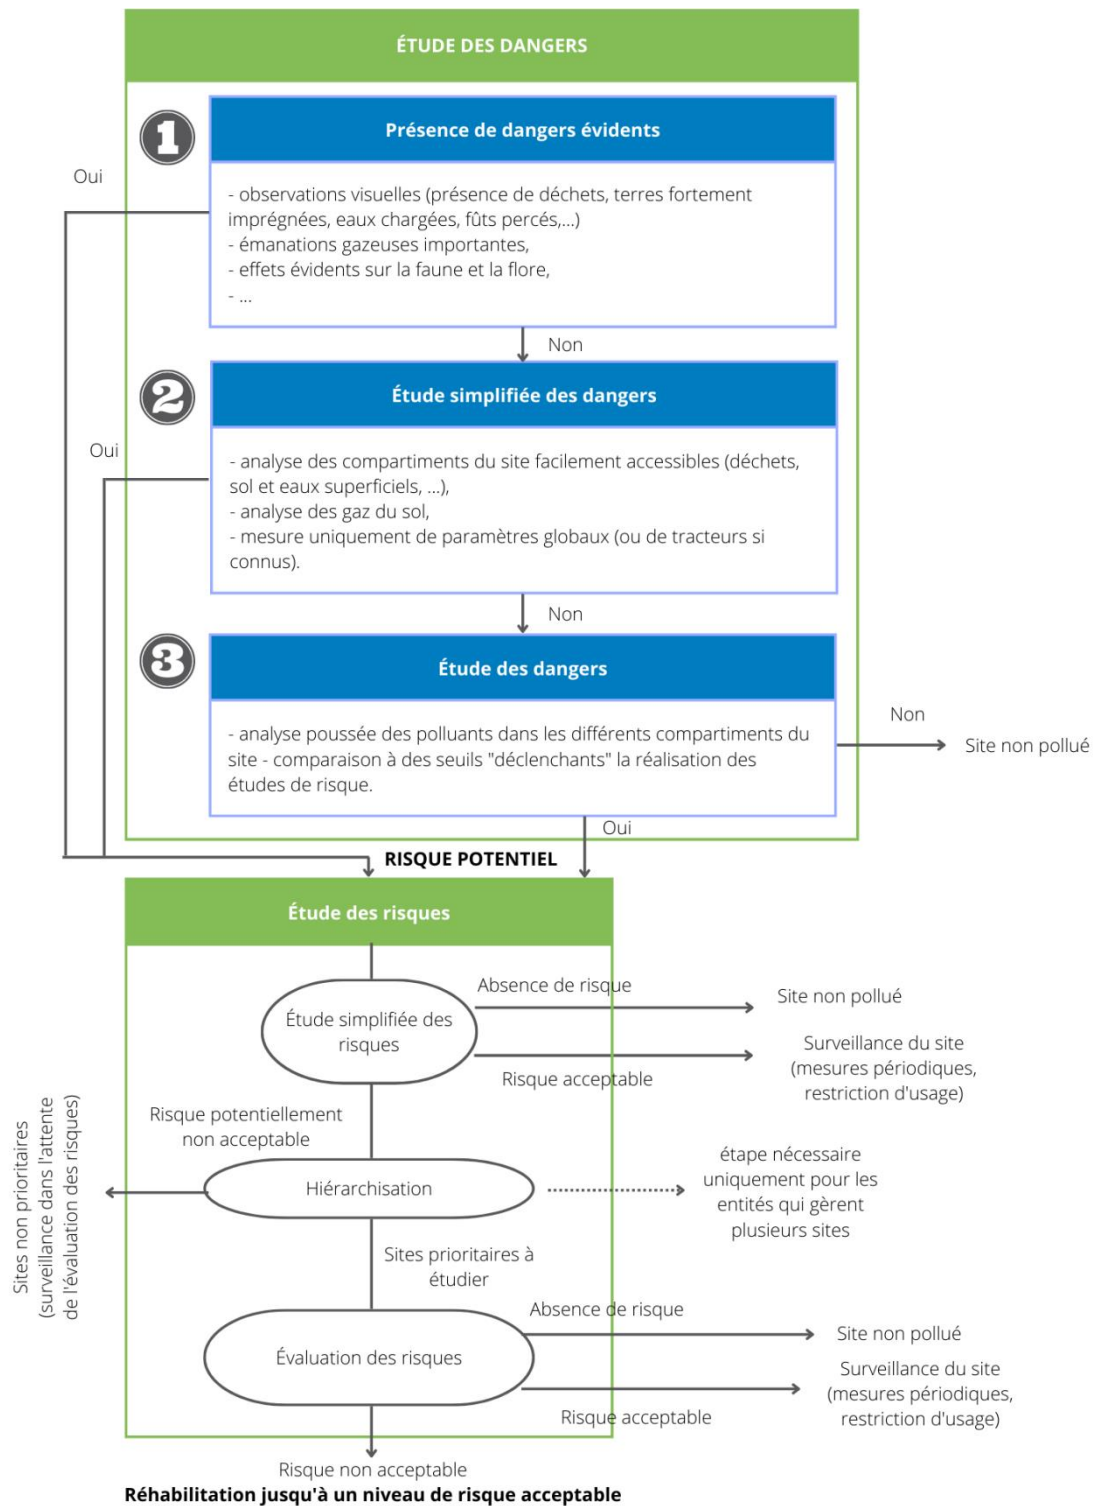 ÉTUDE DES DANGERS
1
Présence de dangers évidents
Oui
- observations visuelles (présence de déchets, terres fortement
imprégnées, eaux chargées, fûts percés,...)
- émanations gazeuses importantes,
- effets évidents sur la faune et la flore,
- ...
Non
2
Étude simplifiée des dangers
Oui
- analyse des compartiments du site facilement accessibles (déchets,
sol et eaux superficiels, ...),
- analyse des gaz du sol,
- mesure uniquement de paramètres globaux (ou de tracteurs si
connus).
Non
3
Étude des dangers
- analyse poussée des polluants dans les différents compartiments du
site - comparaison à des seuils "déclenchants" la réalisation des
études de risque.
Non
Site non pollué
Oui
RISQUE POTENTIEL
Étude des risques
Étude simplifiée des
risques
Absence de risque
Site non pollué
Risque acceptable
Surveillance du site
(mesures périodiques,
restriction d'usage)
Risque potentiellement
non acceptable
Hiérarchisation
étape nécessaire
uniquement pour les
entités qui gèrent
plusieurs sites
Sites non prioritaires
(surveillance dans l'attente
de l'évaluation des risques)
Sites prioritaires à
étudier
Évaluation des risques
Absence de risque
Site non pollué
Risque acceptable
Surveillance du site
(mesures périodiques,
restriction d'usage)
Risque non acceptable
Réhabilitation jusqu'à un niveau de risque acceptable